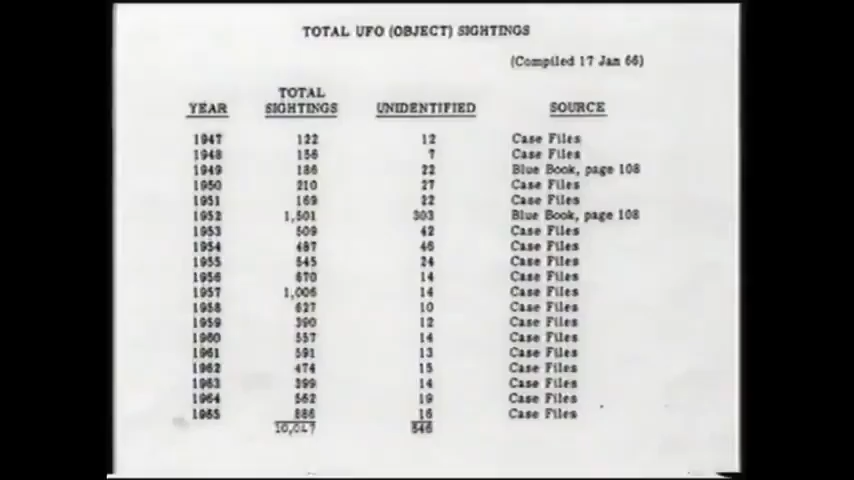 TOTAL UFO (OBJECT) SIGHTINGS
(Compiled 17 Jan 66)
TOTAL
YEAR SIGHTINGS UNIDENTIFIED SOURCE
1947 122 12 Case Files
1948 156 7 Case Files
1949 186 22 Blue Book, page 108
1950 210 27 Case Files
1951 169 22 Case Files
1952 1,501 303 Blue Book, page 108
1953 509 42 Case Files
1954 487 46 Case Files
1955 545 24 Case Files
1956 670 14 Case Files
1957 1,006 14 Case Files
1958 627 10 Case Files
1959 390 12 Case Files
1960 557 14 Case Files
1961 591 13 Case Files
1962 474 15 Case Files
1963 399 14 Case Files
1964 562 19 Case Files
1965 886 16 Case Files
10,047 646